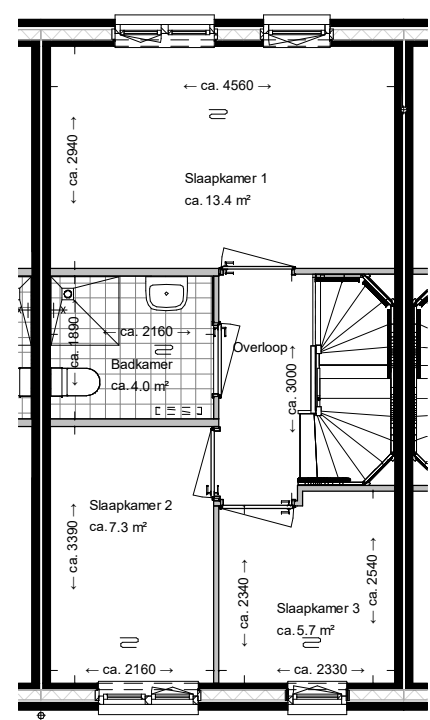 ← ca. 4560 →
← ca. 2940 →
Slaapkamer 1
ca. 13.4 m²
← ca. 1890 →
ca. 2160 →
Overloop
Badkamer
ca. 4.0 m²
← ca. 3000 →
Slaapkamer 2
ca. 7.3 m²
← ca. 3390 →
← ca. 2340 →
← ca. 2540 →
Slaapkamer 3
ca. 5.7 m²
← ca. 2160 →
← ca. 2330 →